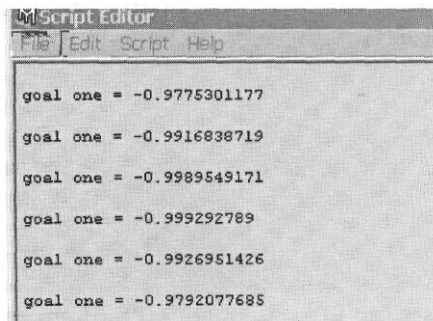 Script Editor
File Edit Script Help
goal one = -0.9775301177
goal one = -0.9916838719
goal one = -0.9989549171
goal one = -0.999292789
goal one = -0.9926951426
goal one = -0.9792077685